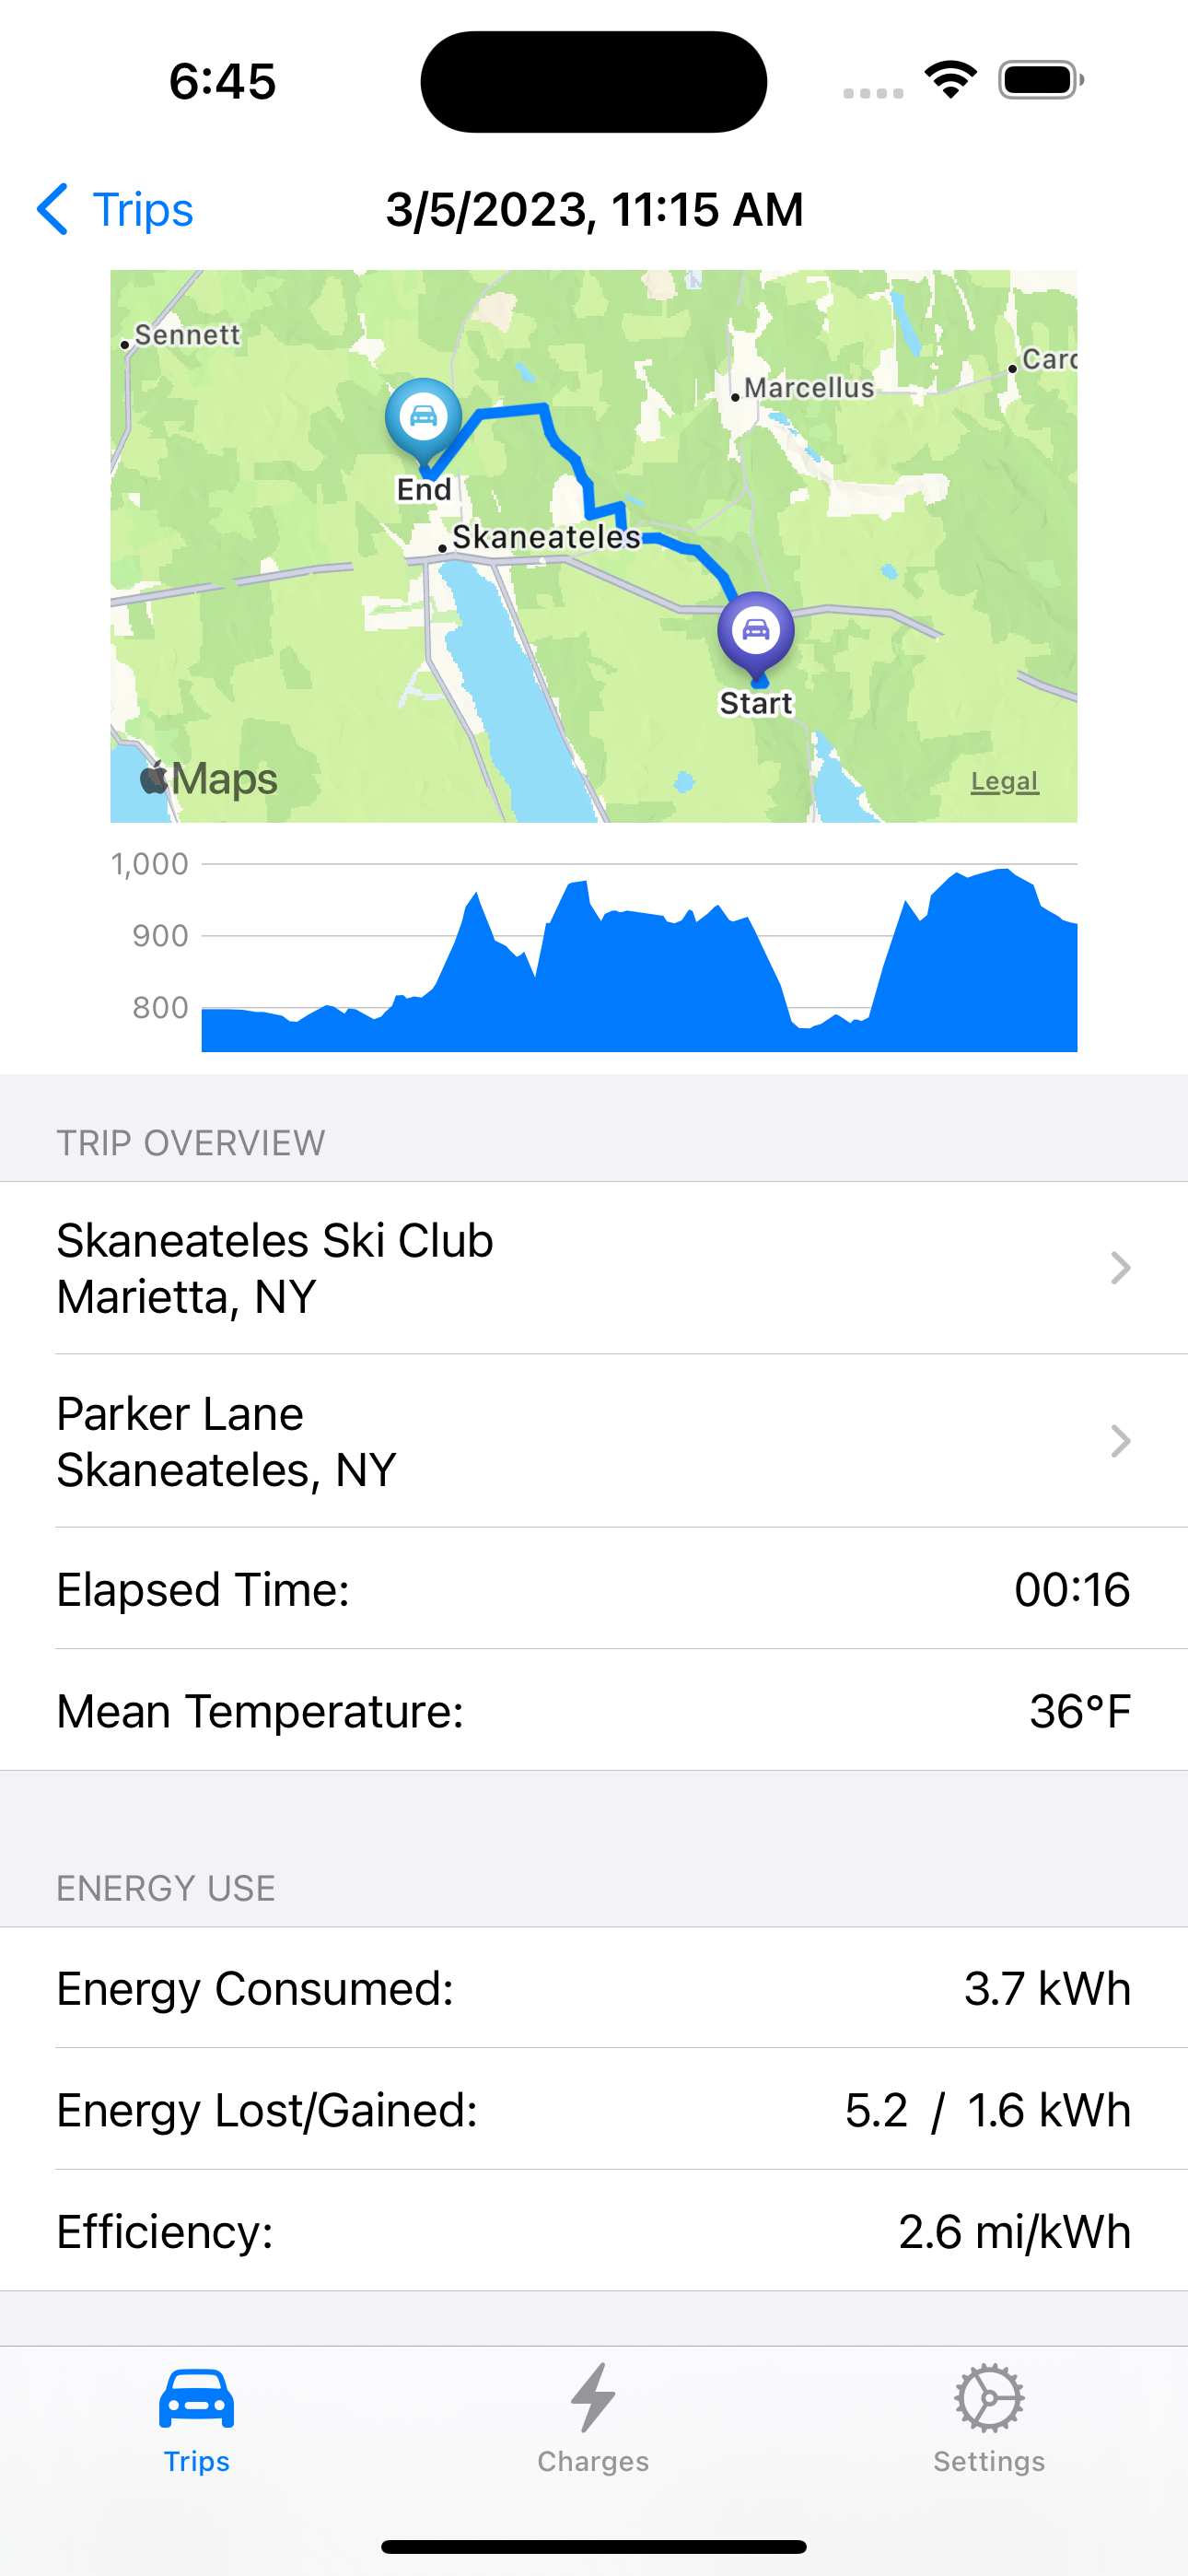 6:45
Trips
3/5/2023, 11:15 AM
Sennett
Marcellus
End
Skaneateles
Start
Maps
Legal
1,000
900
800
TRIP OVERVIEW
Skaneateles Ski Club
Marietta, NY
Parker Lane
Skaneateles, NY
Elapsed Time: 00:16
Mean Temperature: 36°F
ENERGY USE
Energy Consumed: 3.7 kWh
Energy Lost/Gained: 5.2 / 1.6 kWh
Efficiency: 2.6 mi/kWh
Trips
Charges
Settings